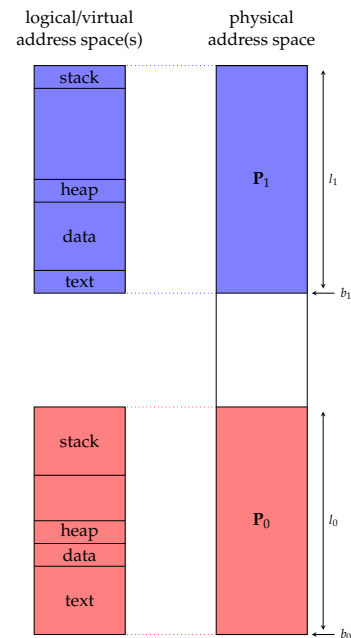 logical/virtual
address space(s)
physical
address space
stack
heap
data
text
P₁
l₁
b₁
stack
heap
data
text
P₀
l₀
b₀